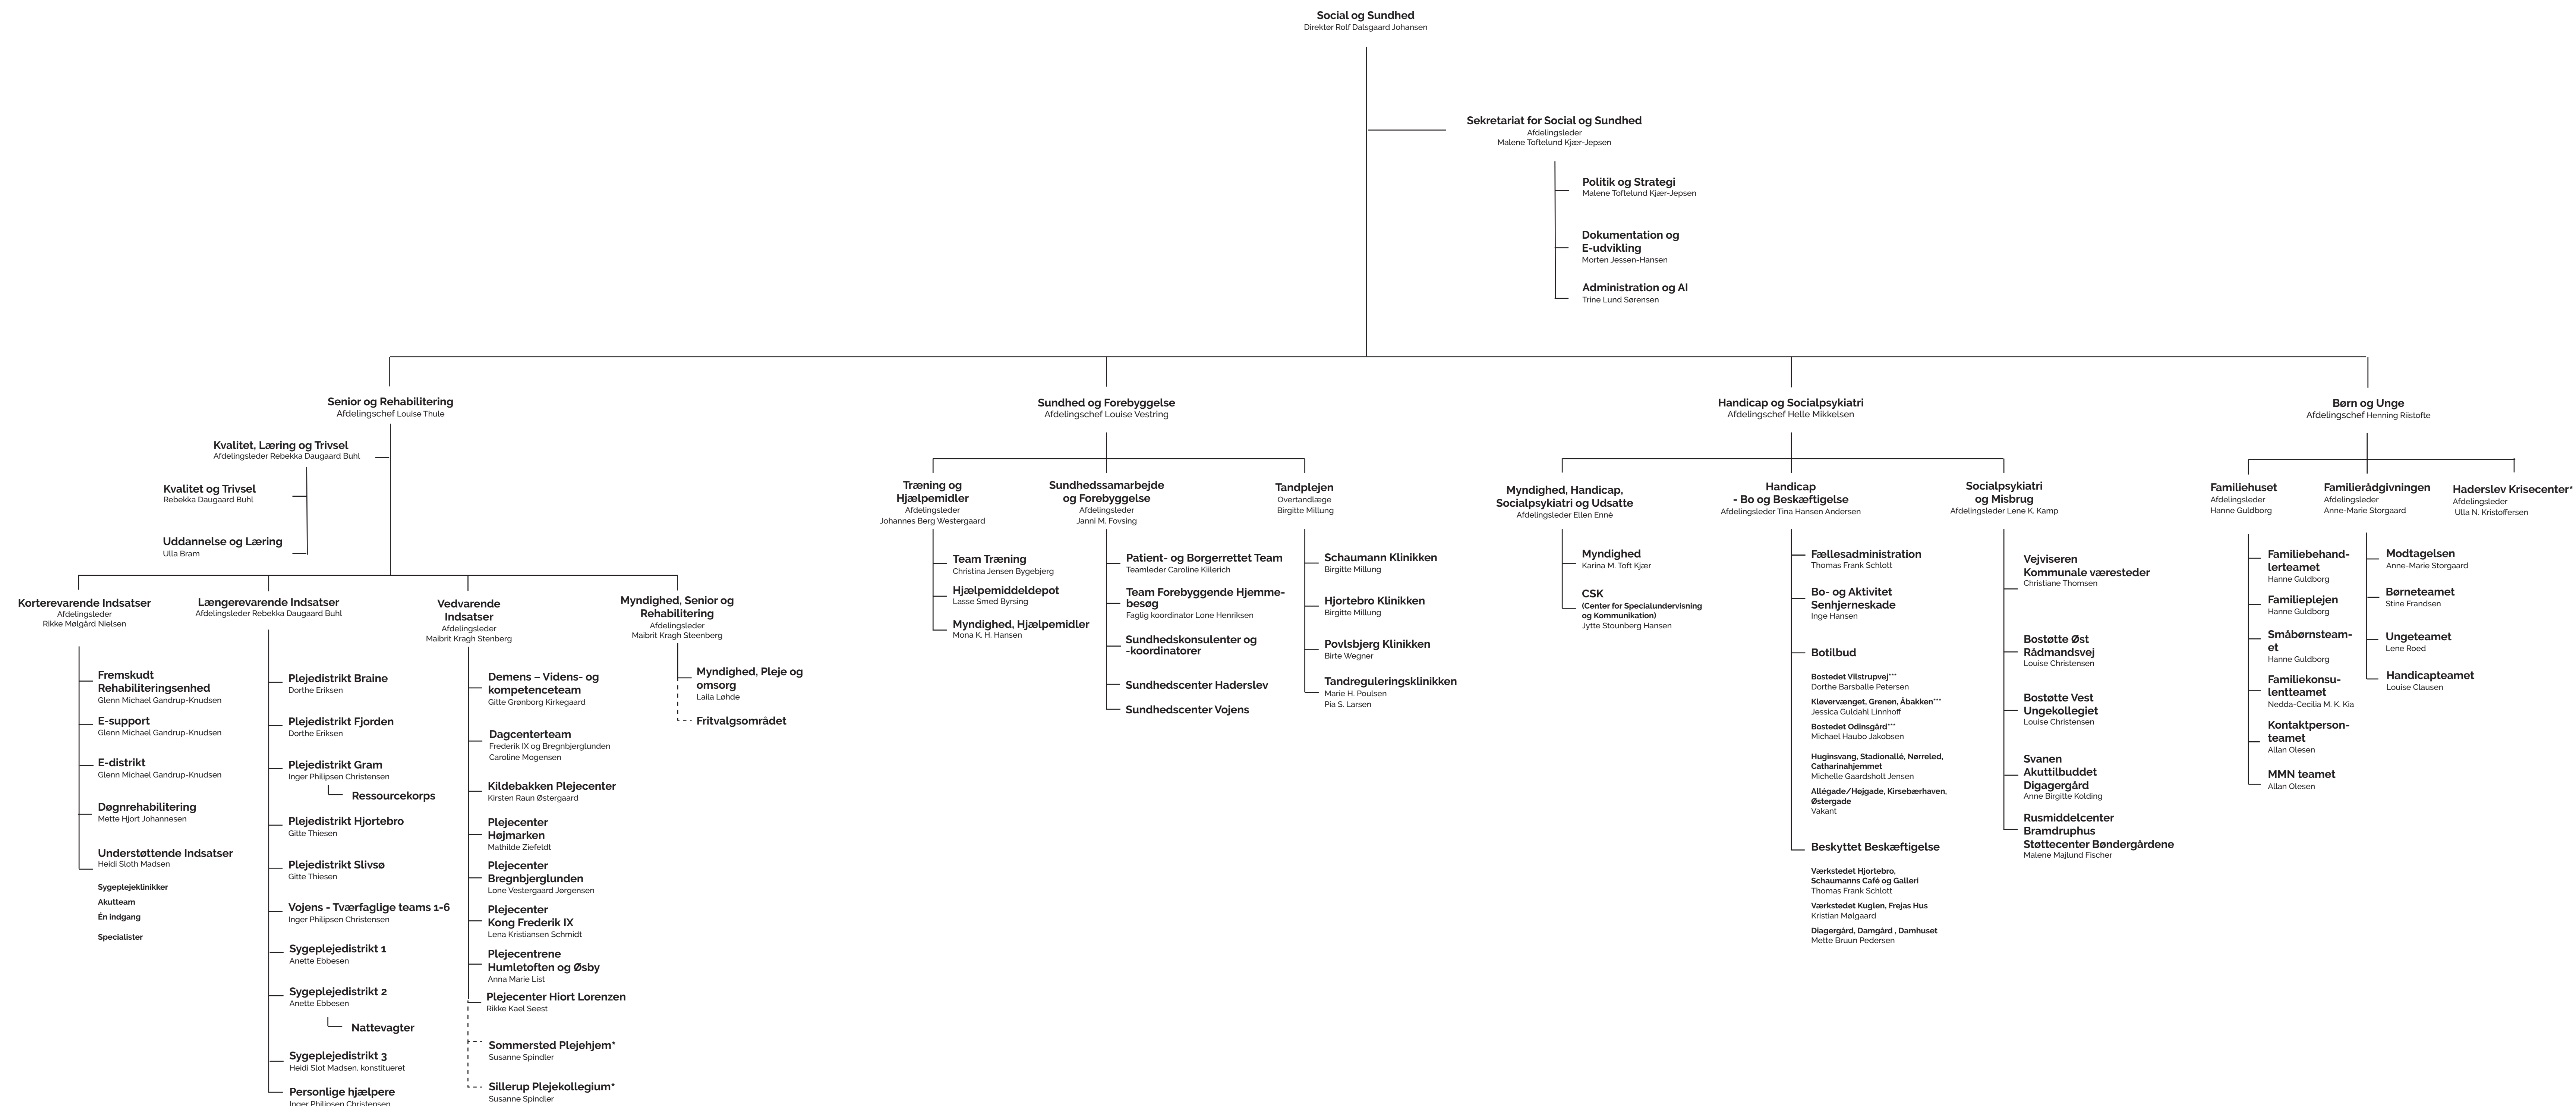 Social og Sundhed
Direktør Rolf Dalsgaard Johansen
Sekretariat for Social og Sundhed
Afdelingsleder
Malene Toftelund Kjær-Jepsen
Politik og Strategi
Malene Toftelund Kjær-Jepsen
Dokumentation og
E-udvikling
Morten Jessen-Hansen
Administration og AI
Trine Lund Sørensen
Senior og Rehabilitering
Afdelingschef Louise Thule
Kvalitet, Læring og Trivsel
Afdelingsleder Rebekka Daugaard Buhl
Kvalitet og Trivsel
Rebekka Daugaard Buhl
Uddannelse og Læring
Ulla Bram
Korterevarende Indsatser
Afdelingsleder
Rikke Mølgård Nielsen
Fremskudt
Rehabiliteringsenhed
Glenn Michael Gandrup-Knudsen
E-support
Glenn Michael Gandrup-Knudsen
E-distrikt
Glenn Michael Gandrup-Knudsen
Døgnrehabilitering
Mette Hjort Johannesen
Understøttende Indsatser
Heidi Sloth Madsen
Sygeplejeklinikker
Akutteam
Én indgang
Specialister
Længerevarende Indsatser
Afdelingsleder Rebekka Daugaard Buhl
Plejedistrikt Braine
Dorthe Eriksen
Plejedistrikt Fjorden
Dorthe Eriksen
Plejedistrikt Gram
Inger Philipsen Christensen
Ressourcekorps
Plejedistrikt Hjortebro
Gitte Thiesen
Plejedistrikt Slivsø
Gitte Thiesen
Vojens - Tværfaglige teams 1-6
Inger Philipsen Christensen
Sygeplejedistrikt 1
Anette Ebbesen
Sygeplejedistrikt 2
Anette Ebbesen
Nattevagter
Sygeplejedistrikt 3
Heidi Slot Madsen, konstitueret
Personlige hjælpere
Inger Philipsen Christensen
Vedvarende
Indsatser
Afdelingsleder
Maibrit Kragh Stenberg
Demens – Videns- og
kompetenceteam
Gitte Grønborg Kirkegaard
Dagcenterteam
Frederik IX og Bregnbjerglunden
Caroline Mogensen
Kildebakken Plejecenter
Kirsten Raun Østergaard
Plejecenter
Højmarken
Mathilde Ziefeldt
Plejecenter
Bregnbjerglunden
Lone Vestergaard Jørgensen
Plejecenter
Kong Frederik IX
Lena Kristiansen Schmidt
Plejecentrene
Humletoften og Øsby
Anna Marie List
Plejecenter Hiort Lorenzen
Rikke Kael Seest
Sommersted Plejehjem*
Susanne Spindler
Sillerup Plejekollegium*
Susanne Spindler
Myndighed, Senior og
Rehabilitering
Afdelingsleder
Maibrit Kragh Steenberg
Myndighed, Pleje og
omsorg
Laila Løhde
Fritvalgsområdet
Sundhed og Forebyggelse
Afdelingschef Louise Vestring
Træning og
Hjælpemidler
Afdelingsleder
Johannes Berg Westergaard
Team Træning
Christina Jensen Bygebjerg
Hjælpemiddeldepot
Lasse Smed Byrsing
Myndighed, Hjælpemidler
Mona K. H. Hansen
Sundhedssamarbejde
og Forebyggelse
Afdelingsleder
Janni M. Fovsing
Patient- og Borgerrettet Team
Teamleder Caroline Kiilerich
Team Forebyggende Hjemme-
besøg
Faglig koordinator Lone Henriksen
Sundhedskonsulenter og
-koordinatorer
Sundhedscenter Haderslev
Sundhedscenter Vojens
Tandplejen
Overtandlæge
Birgitte Millung
Schaumann Klinikken
Birgitte Millung
Hjortebro Klinikken
Birgitte Millung
Povlsbjerg Klinikken
Birte Wegner
Tandreguleringsklinikken
Marie H. Poulsen
Pia S. Larsen
Handicap og Socialpsykiatri
Afdelingschef Helle Mikkelsen
Myndighed, Handicap,
Socialpsykiatri og Udsatte
Afdelingsleder Ellen Enné
Myndighed
Karina M. Toft Kjær
CSK
(Center for Specialundervisning
og Kommunikation)
Jytte Stounberg Hansen
Handicap
- Bo og Beskæftigelse
Afdelingsleder Tina Hansen Andersen
Fællesadministration
Thomas Frank Schlott
Bo- og Aktivitet
Senhjerneskade
Inge Hansen
Botilbud
Bostedet Vilstrupvej***
Dorthe Barsballe Petersen
Kløvervænget, Grenen, Åbakken***
Jessica Guldahl Linnhoff
Bostedet Odinsgård***
Michael Haubo Jakobsen
Huginsvang, Stadionallé, Nørreled,
Catharinahjemmet
Michelle Gaardsholt Jensen
Allégade/Højgade, Kirsebærhaven,
Østergade
Vakant
Beskyttet Beskæftigelse
Værkstedet Hjortebro,
Schaumanns Café og Galleri
Thomas Frank Schlott
Værkstedet Kuglen, Frejas Hus
Kristian Mølgaard
Diagergård, Damgård , Damhuset
Mette Bruun Pedersen
Socialpsykiatri
og Misbrug
Afdelingsleder Lene K. Kamp
Vejviseren
Kommunale væresteder
Christiane Thomsen
Bostøtte Øst
Rådmandsvej
Louise Christensen
Bostøtte Vest
Ungekollegiet
Louise Christensen
Svanen
Akuttilbuddet
Digagergård
Anne Birgitte Kolding
Rusmiddelcenter
Bramdruphus
Støttecenter Bøndergårdene
Malene Majlund Fischer
Børn og Unge
Afdelingschef Henning Riistofte
Familiehuset
Afdelingsleder
Hanne Guldborg
Familiebehand-
lerteamet
Hanne Guldborg
Familieplejen
Hanne Guldborg
Småbørnsteam-
et
Hanne Guldborg
Familiekonsu-
lentteamet
Nedda-Cecilia M. K. Kia
Kontaktperson-
teamet
Allan Olesen
MMN teamet
Allan Olesen
Familierådgivningen
Afdelingsleder
Anne-Marie Storgaard
Modtagelsen
Anne-Marie Storgaard
Børneteamet
Stine Frandsen
Ungeteamet
Lene Roed
Handicapteamet
Louise Clausen
Haderslev Krisecenter*
Afdelingsleder
Ulla N. Kristoffersen